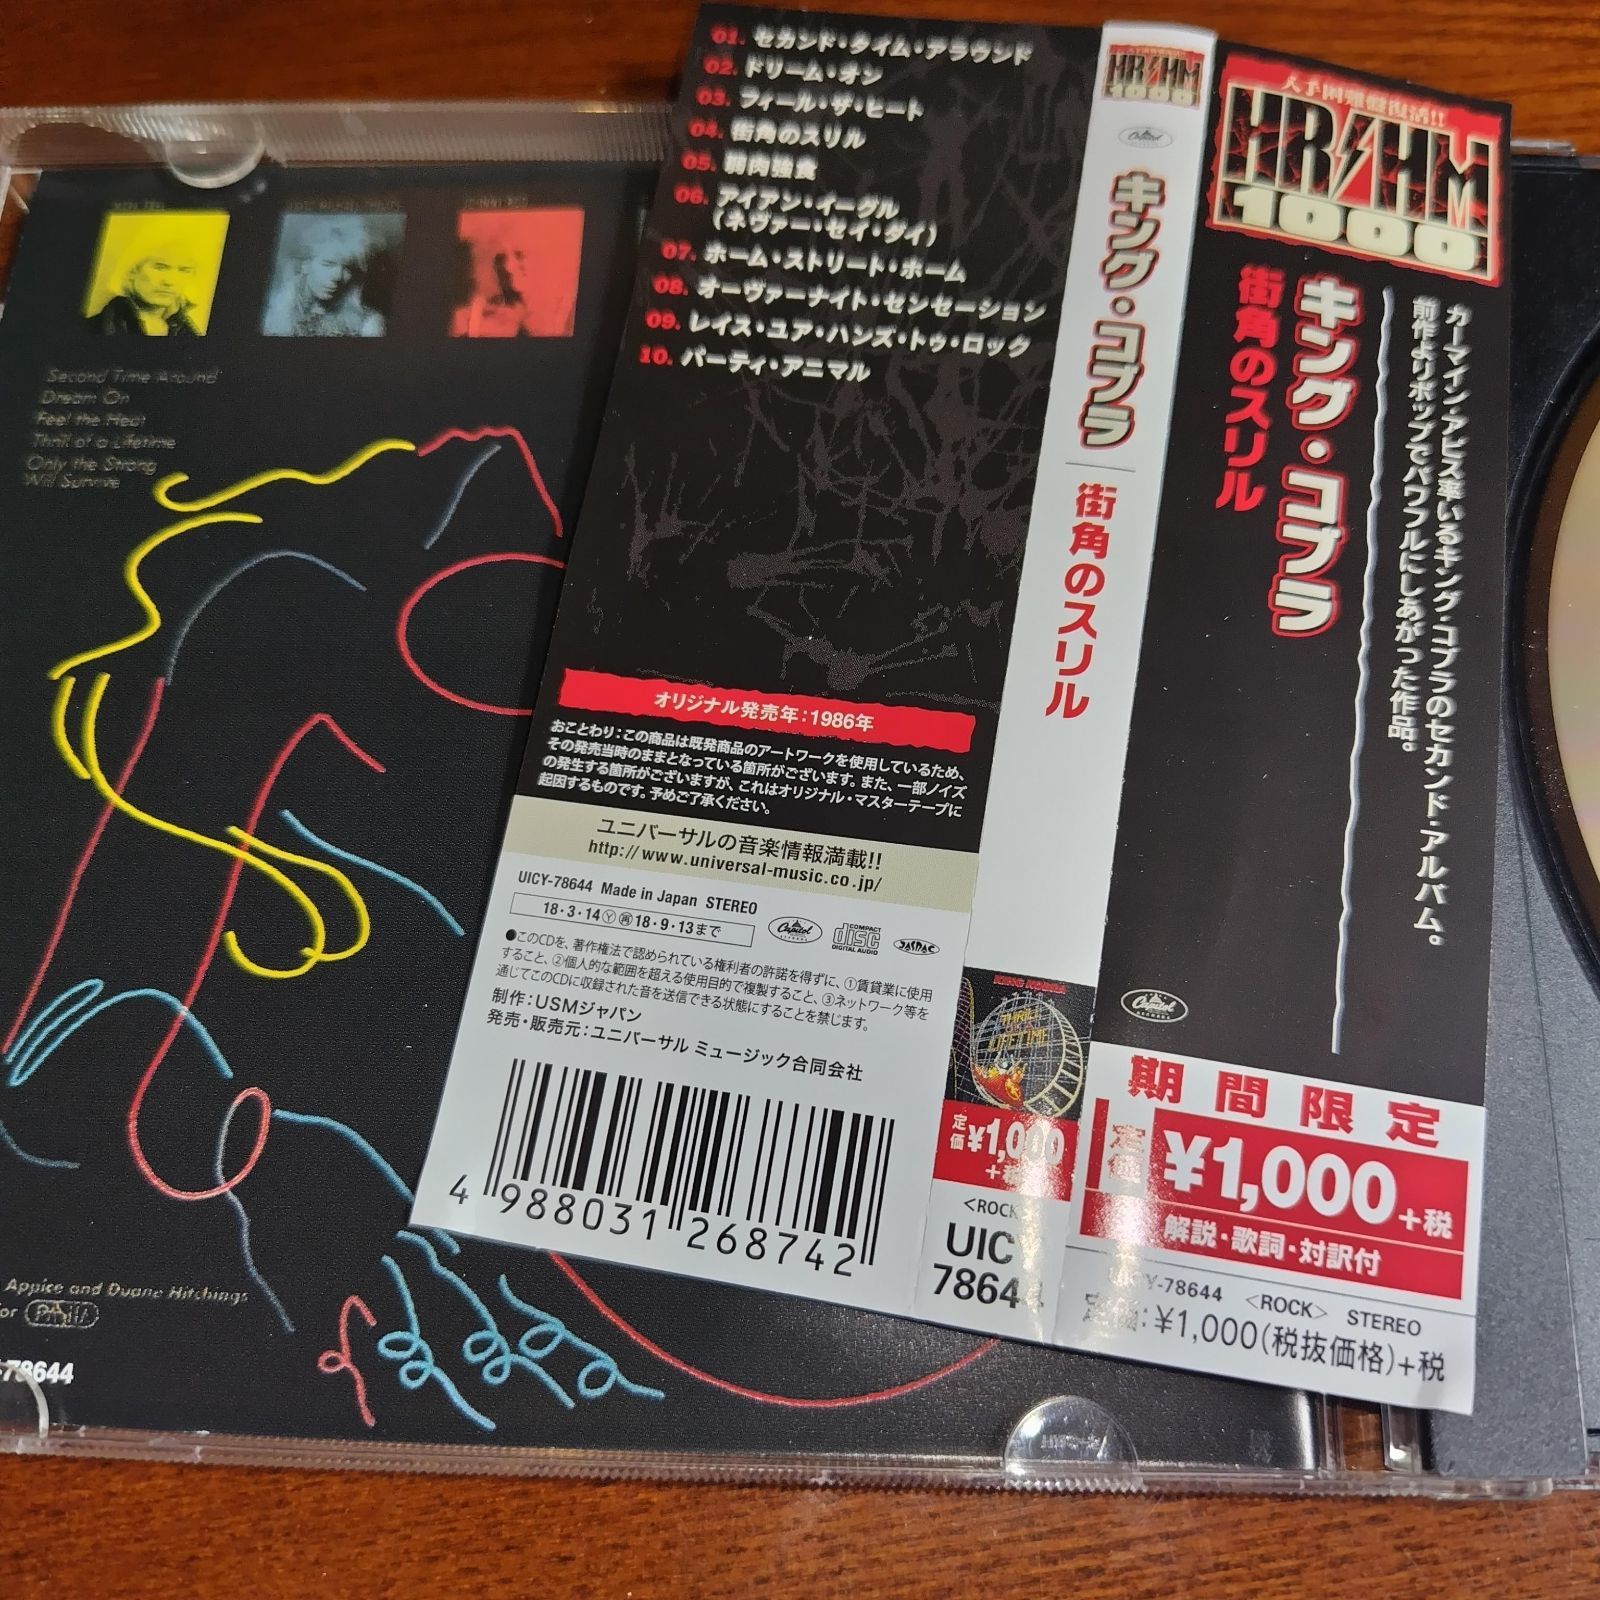 Second Time Around
Dream On
Feel the Heat
Thrill of a Lifetime
Only the Strong
Will Survive
Appice and Duane Hitchings
for PASHA
-78644
01. セカンド・タイム・アラウンド
02. ドリーム・オン
03. フィール・ザ・ヒート
04. 街角のスリル
05. 弱肉強食
06. アイアン・イーグル
(ネヴァー・セイ・ダイ)
07. ホーム・ストリート・ホーム
08. オーヴァーナイト・センセーション
09. レイス・ユア・ハンズ・トゥ・ロック
10. パーティ・アニマル
オリジナル発売年:1986年
おことわり:この商品は既発商品のアートワークを使用しているため、
その発売当時のままとなっている箇所がございます。また、一部ノイズ
の発生する箇所がございますが、これはオリジナル・マスターテープに
起因するものです。予めご了承ください。
ユニバーサルの音楽情報満載!!
http://www.universal-music.co.jp/
UICY-78644 Made in Japan STEREO
18・3・14Ⓨ㊢18・9・13まで
Capitol
RECORDS
COMPACT
disc
DIGITAL AUDIO
JASRAC
●このCDを、著作権法で認められている権利者の許諾を得ずに、①賃貸業に使用
すること、②個人的な範囲を超える使用目的で複製すること、③ネットワーク等を
通じてこのCDに収録された音を送信できる状態にすることを禁じます。
制作:USMジャパン
発売・販売元:ユニバーサル ミュージック合同会社
4 988031 268742
HR/HM
1000
Capitol
キング・コブラ
街角のスリル
KING KOBRA
THRILL
LIFETIME
定価¥1,000
+税
<ROCK
UIC
78644
入手困難盤復活!!
HR/HM
1000
カーマイン・アピス率いるキング・コブラのセカンド・アルバム。
前作よりポップでパワフルにしあがった作品。
キング・コブラ
街角のスリル
Capitol
RECORDS
期間限定
定価¥1,000+税
解説・歌詞・対訳付
UICY-78644 <ROCK> STEREO
定価:¥1,000(税抜価格)+税